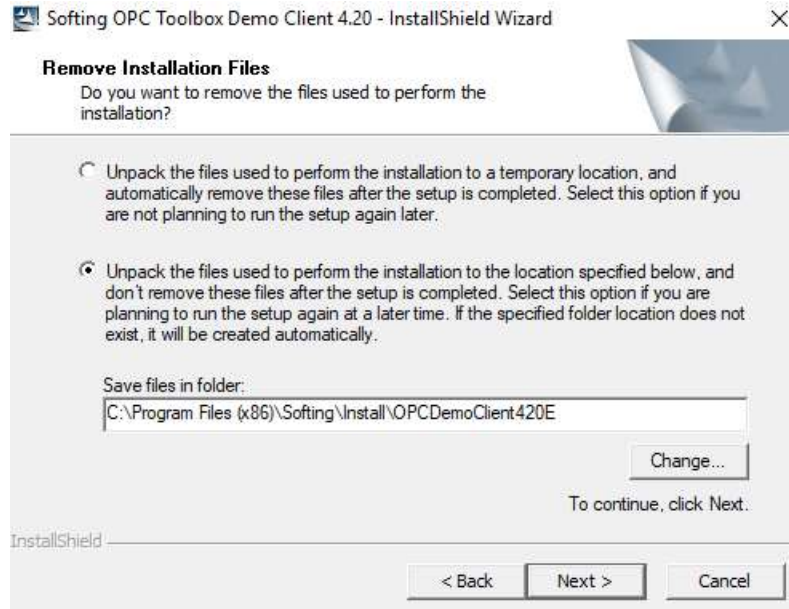 Softing OPC Toolbox Demo Client 4.20 - InstallShield Wizard
Remove Installation Files
Do you want to remove the files used to perform the
installation?
Unpack the files used to perform the installation to a temporary location, and
automatically remove these files after the setup is completed. Select this option if you
are not planning to run the setup again later.
Unpack the files used to perform the installation to the location specified below, and
don't remove these files after the setup is completed. Select this option if you are
planning to run the setup again at a later time. If the specified folder location does not
exist, it will be created automatically.
Save files in folder:
C:\Program Files (x86)\Softing\Install\OPCDemoClient420E
Change...
To continue, click Next.
InstallShield
< Back Next > Cancel